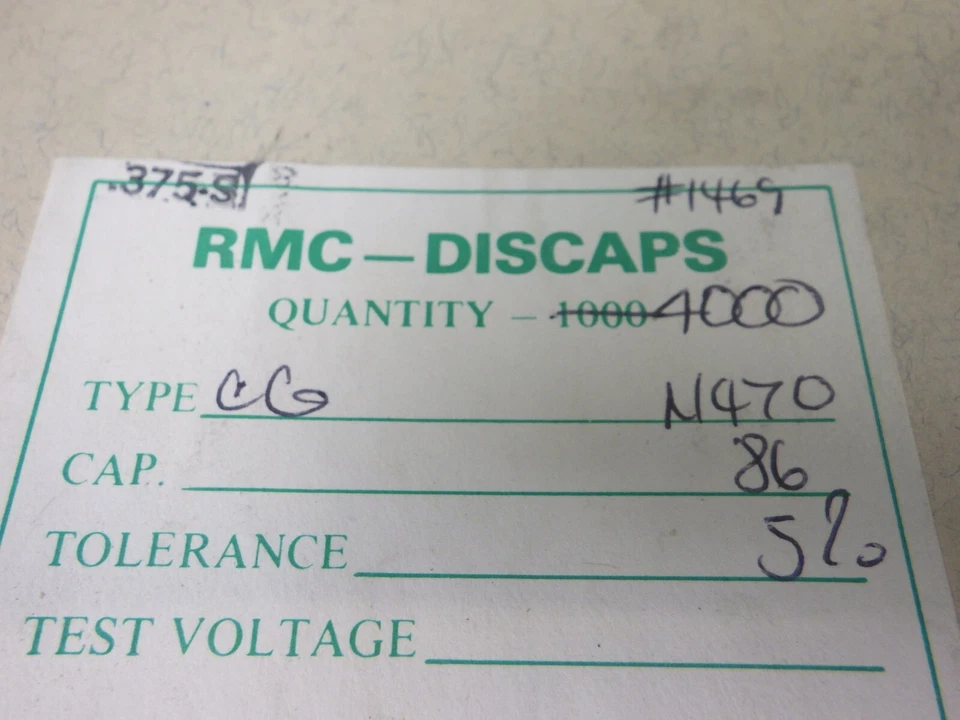 .375-S
#1469
RMC — DISCAPS
QUANTITY – 1000 4000
TYPE CG N470
CAP. 86
TOLERANCE 5%
TEST VOLTAGE